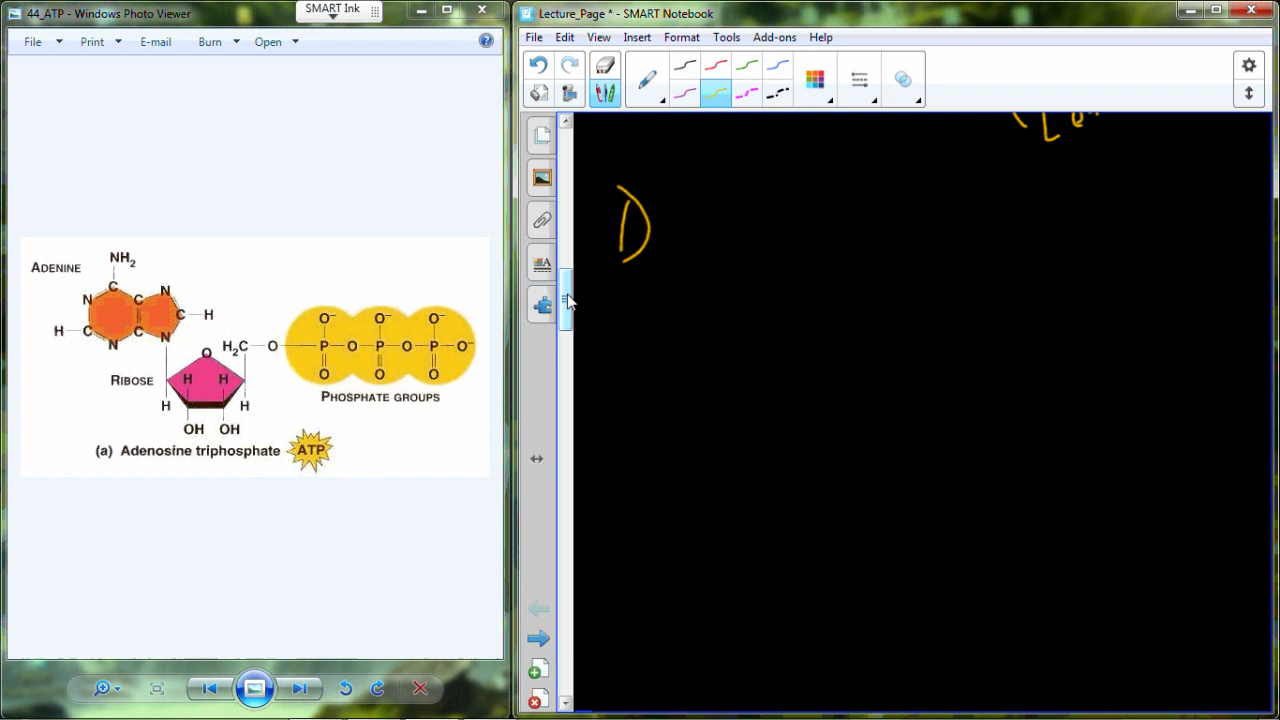 44_ATP - Windows Photo Viewer
SMART Ink
File Print E-mail Burn Open
ADENINE
NH2
C
N C N
C H
H C C
N N
O
H2C O
RIBOSE
H H
H H
OH OH
O- O- O-
P O P O P O-
O O O
PHOSPHATE GROUPS
(a) Adenosine triphosphate ATP
Lecture_Page * - SMART Notebook
File Edit View Insert Format Tools Add-ons Help
D